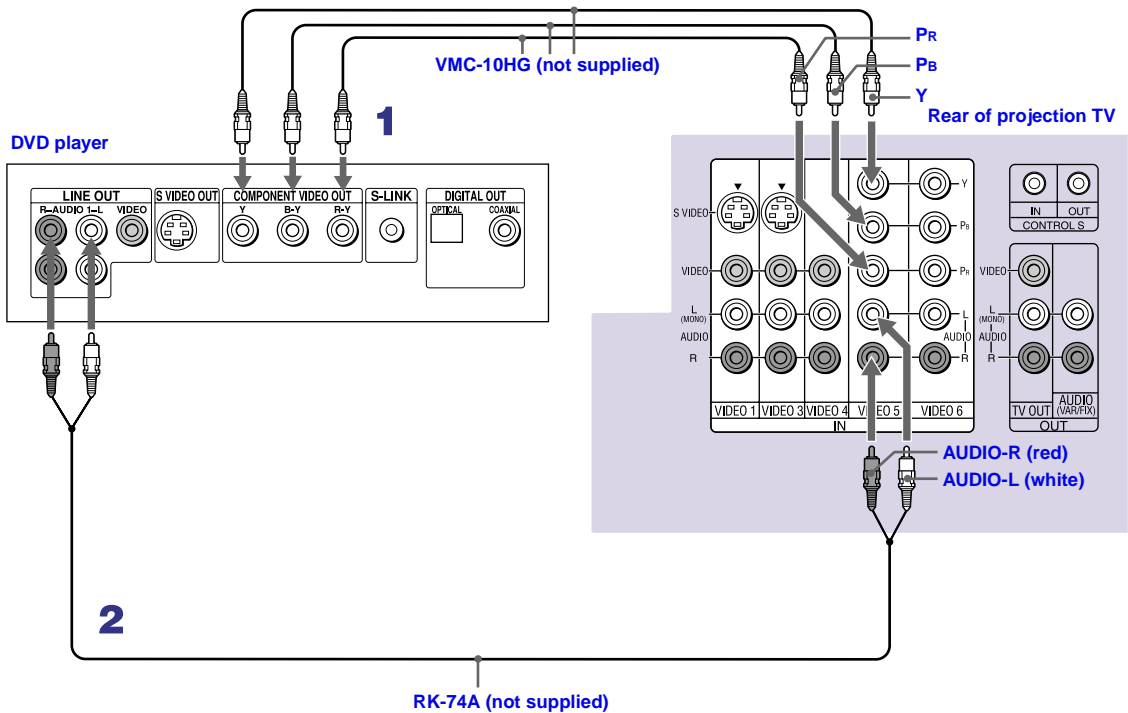 PR
PB
Y
VMC-10HG (not supplied)
1
Rear of projection TV
DVD player
LINE OUT
R–AUDIO 1–L VIDEO
S VIDEO OUT
COMPONENT VIDEO OUT
Y B-Y R-Y
S-LINK
DIGITAL OUT
OPTICAL COAXIAL
S VIDEO
VIDEO
L
(MONO)
AUDIO
R
Y
PB
PR
L
AUDIO
R
VIDEO 1 VIDEO 3 VIDEO 4 VIDEO 5 VIDEO 6
IN
IN OUT
CONTROL S
VIDEO
L
(MONO)
AUDIO
R
TV OUT
AUDIO
(VAR/FIX)
OUT
AUDIO-R (red)
AUDIO-L (white)
2
RK-74A (not supplied)